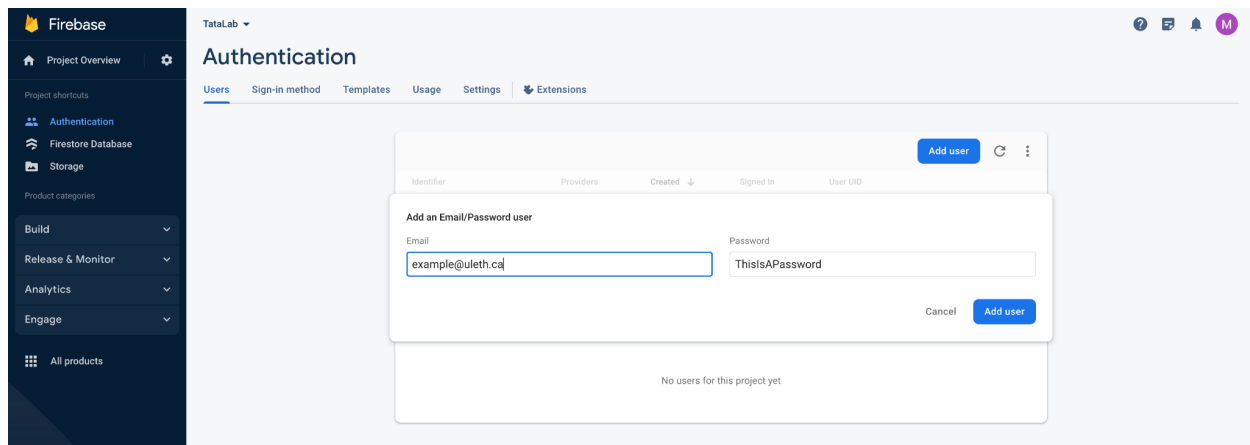 Firebase
Project Overview
Project shortcuts
Authentication
Firestore Database
Storage
Product categories
Build
Release & Monitor
Analytics
Engage
All products
TataLab
M
Authentication
Users Sign-in method Templates Usage Settings Extensions
Add user
Identifier Providers Created Signed In User UID
Add an Email/Password user
Email Password
example@uleth.ca ThisIsAPassword
Cancel Add user
No users for this project yet